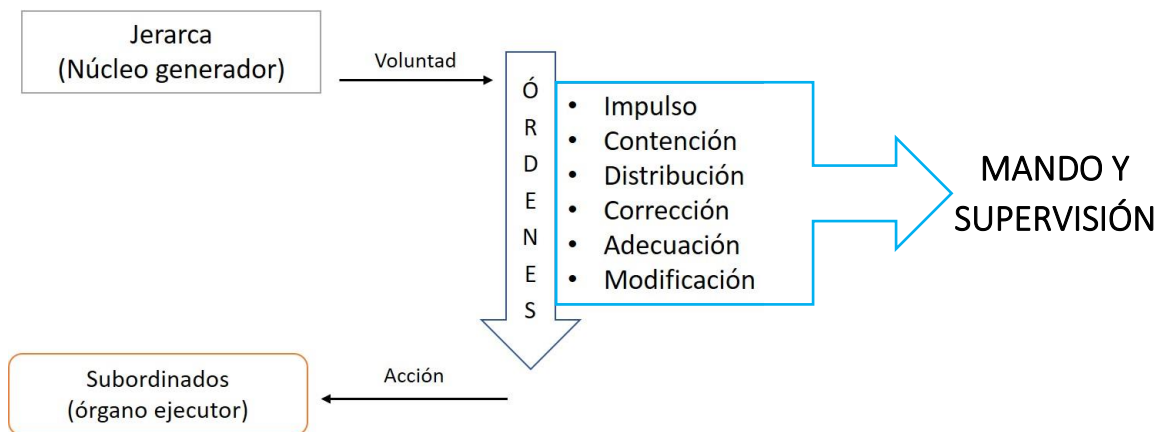 Jerarca
(Núcleo generador)
Voluntad
Ó
R
D
E
N
E
S
• Impulso
• Contención
• Distribución
• Corrección
• Adecuación
• Modificación
MANDO Y
SUPERVISIÓN
Acción
Subordinados
(órgano ejecutor)